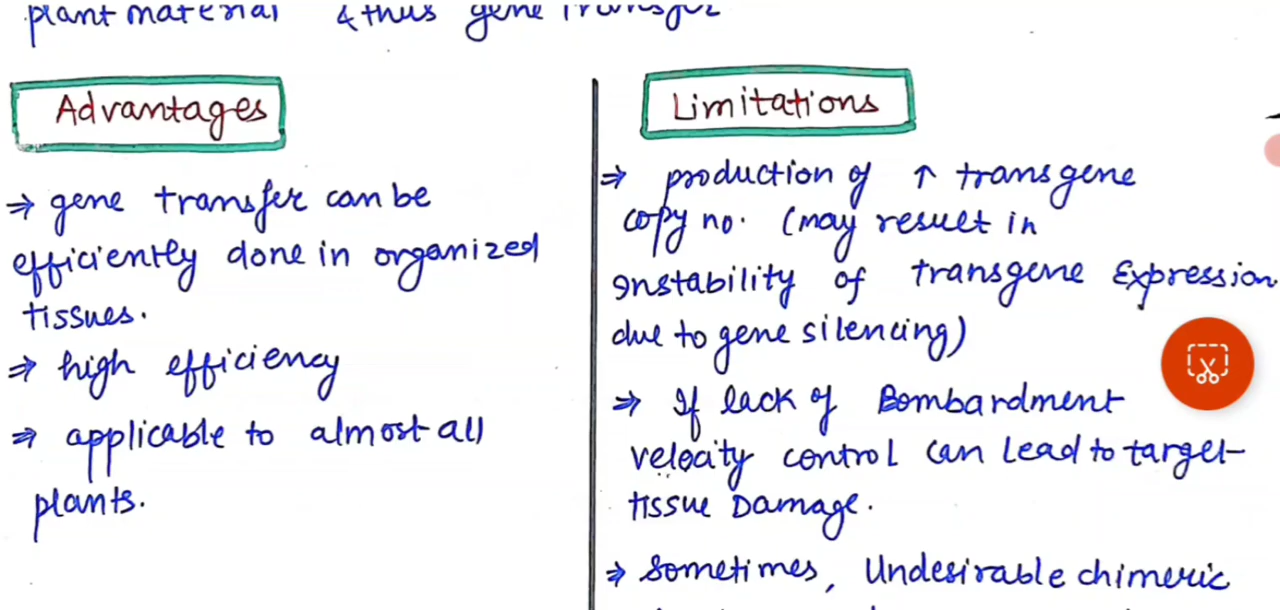 plant material & thus gene transfer
Advantages
⇒ gene transfer can be
efficiently done in organized
tissues.
⇒ high efficiency
⇒ applicable to almost all
plants.
Limitations
⇒ production of ↑ transgene
copy no. (may result in
instability of transgene Expression
due to gene silencing)
⇒ If lack of Bombardment
velocity control can Lead to target
tissue Damage.
⇒ Sometimes, Undesirable chimeric